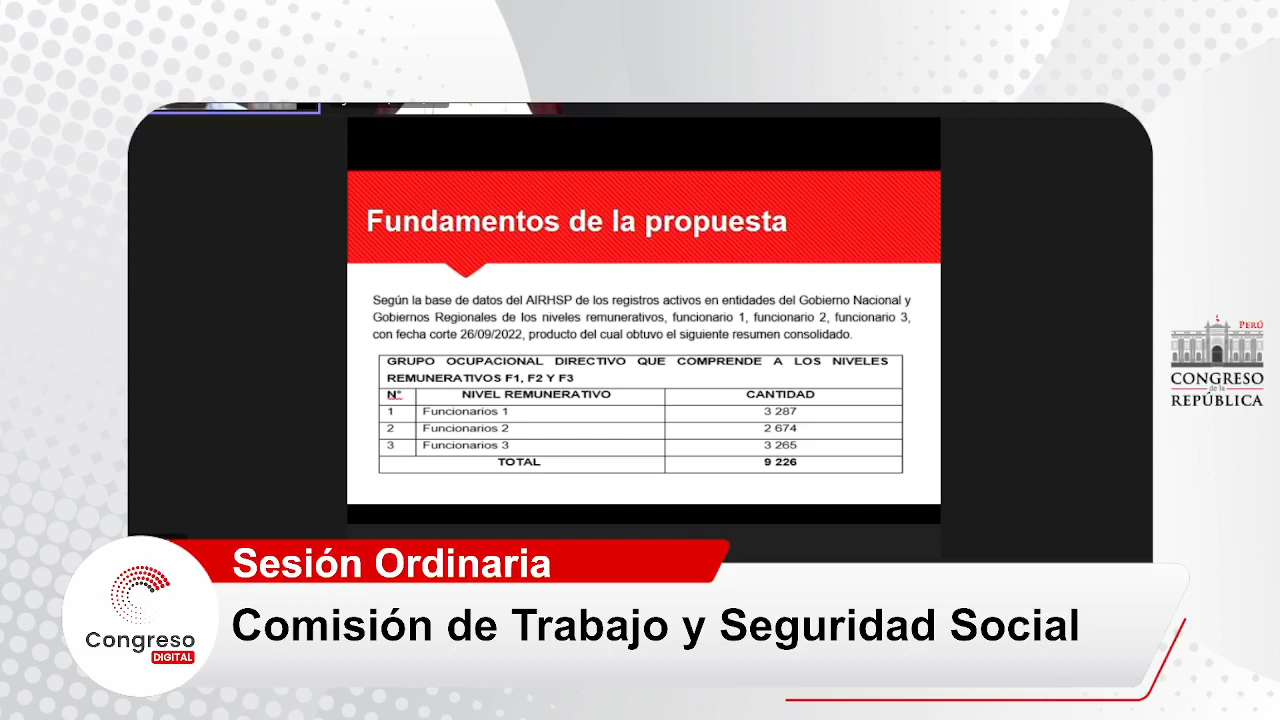 Fundamentos de la propuesta
Según la base de datos del AIRHSP de los registros activos en entidades del Gobierno Nacional y
Gobiernos Regionales de los niveles remunerativos, funcionario 1, funcionario 2, funcionario 3,
con fecha corte 26/09/2022, producto del cual obtuvo el siguiente resumen consolidado.
GRUPO OCUPACIONAL DIRECTIVO QUE COMPRENDE A LOS NIVELES
REMUNERATIVOS F1, F2 Y F3
N° NIVEL REMUNERATIVO CANTIDAD
1 Funcionarios 1 3 287
2 Funcionarios 2 2 674
3 Funcionarios 3 3 265
TOTAL 9 226
PERÚ
CONGRESO
de la
REPÚBLICA
Sesión Ordinaria
Comisión de Trabajo y Seguridad Social
Congreso
DIGITAL